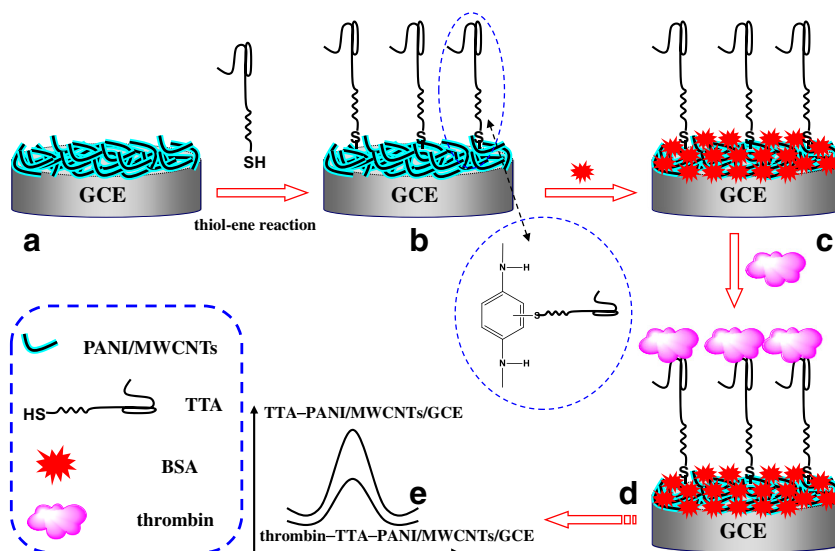 SH
GCE
a
thiol-ene reaction
S
S
S
GCE
b
GCE
c
N H
S
N H
PANI/MWCNTs
HS TTA
BSA
thrombin
TTA–PANI/MWCNTs/GCE
e
thrombin–TTA–PANI/MWCNTs/GCE
d
S
S
S
GCE